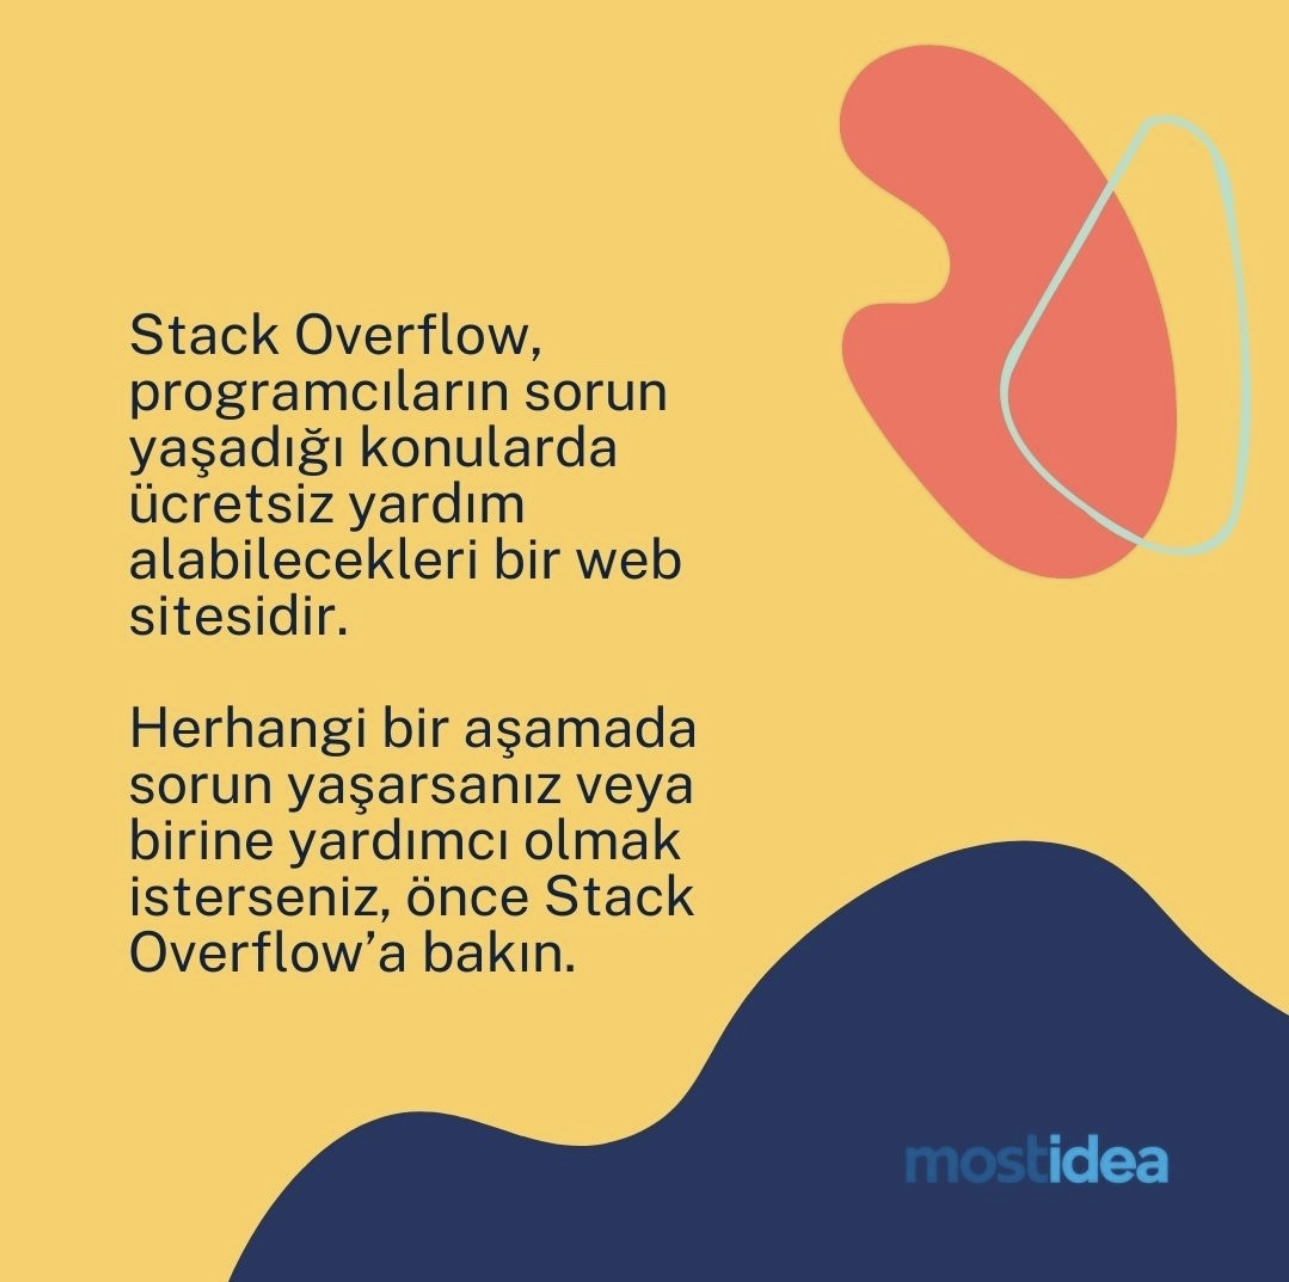 Stack Overflow,
programcıların sorun
yaşadığı konularda
ücretsiz yardım
alabilecekleri bir web
sitesidir.
Herhangi bir aşamada
sorun yaşarsanız veya
birine yardımcı olmak
isterseniz, önce Stack
Overflow’a bakın.
mostidea